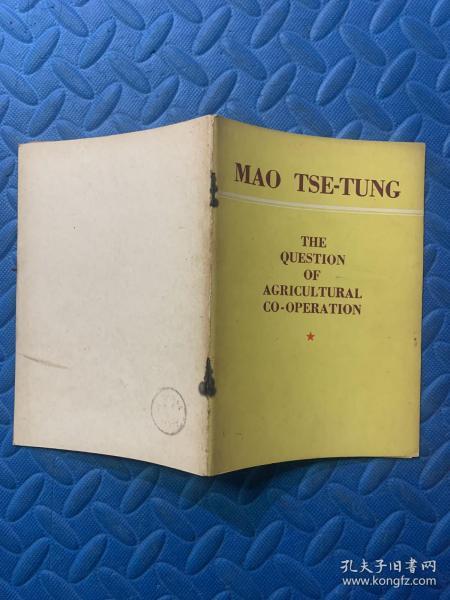 MAO TSE-TUNG
THE
QUESTION
OF
AGRICULTURAL
CO-OPERATION
孔夫子旧书网
www.kongfz.com